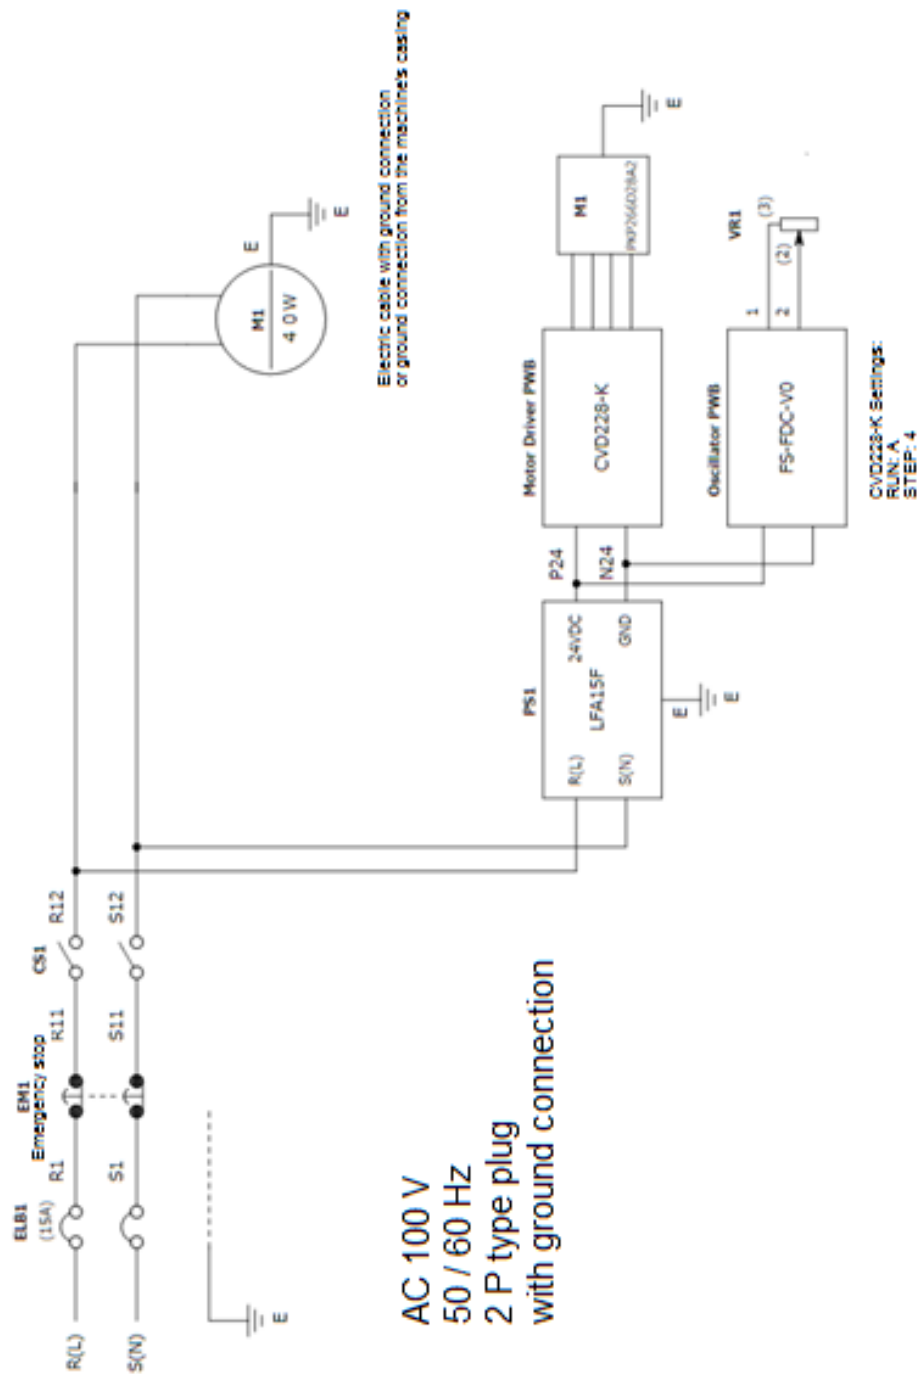 R(L)
S(N)
ELB1
(15A)
R1
S1
EM1
Emergency stop
R11
S11
CS1
R12
S12
E
M1
40W
E
E
Electric cable with ground connection
or ground connection from the machine's casing
AC 100 V
50 / 60 Hz
2 P type plug
with ground connection
PS1
R(L)
S(N)
LFA15F
24VDC
GND
E
E
P24
N24
Motor Driver PWB
CVD228-K
M1
PKP266D28A2
E
Oscillator PWB
FS-FDC-V0
1
2
VR1
(3)
(2)
CVD228-K Settings:
RUN: A
STEP: 4